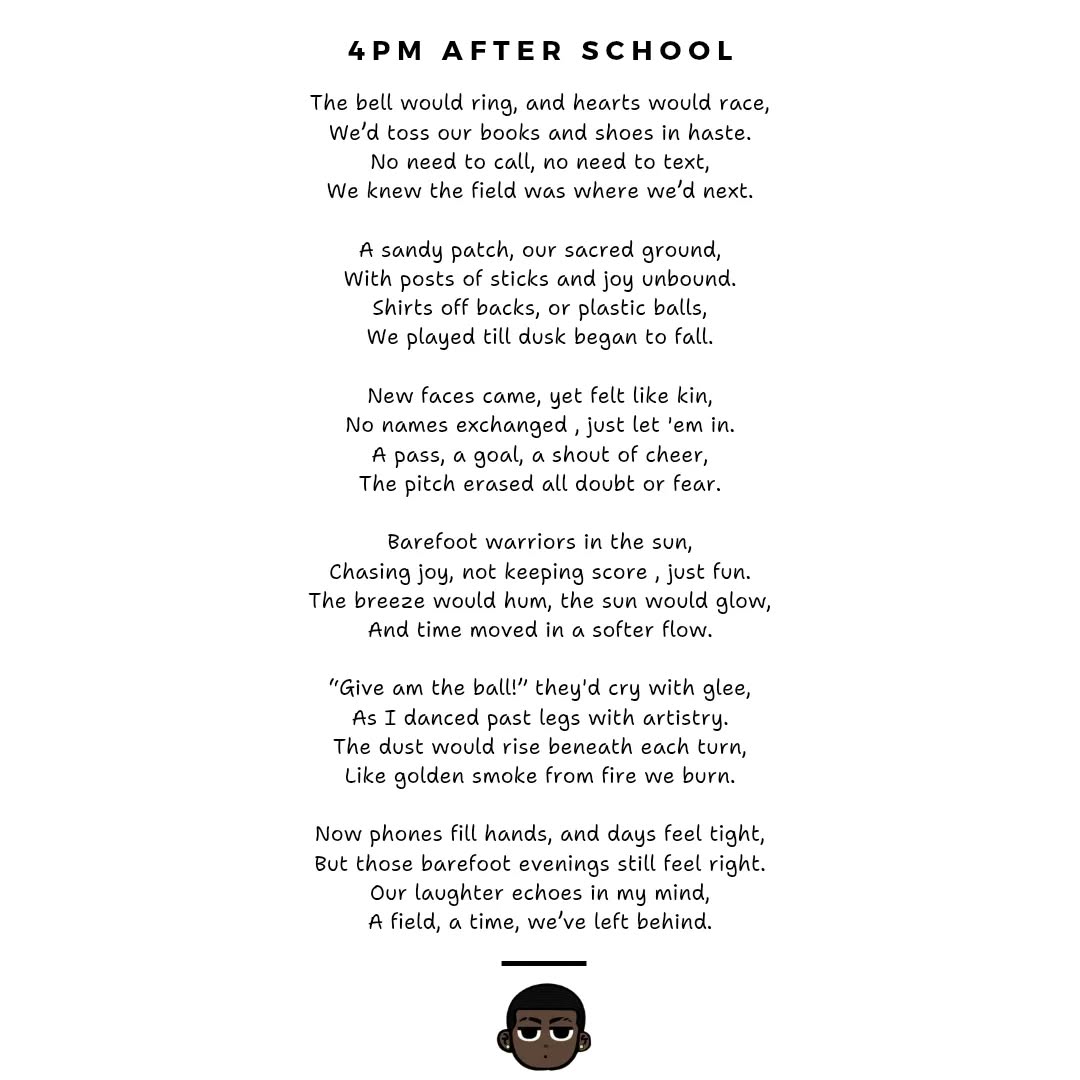 4PM AFTER SCHOOL
The bell would ring, and hearts would race,
We’d toss our books and shoes in haste.
No need to call, no need to text,
We knew the field was where we’d next.
A sandy patch, our sacred ground,
With posts of sticks and joy unbound.
Shirts off backs, or plastic balls,
We played till dusk began to fall.
New faces came, yet felt like kin,
No names exchanged , just let 'em in.
A pass, a goal, a shout of cheer,
The pitch erased all doubt or fear.
Barefoot warriors in the sun,
Chasing joy, not keeping score , just fun.
The breeze would hum, the sun would glow,
And time moved in a softer flow.
“Give am the ball!” they'd cry with glee,
As I danced past legs with artistry.
The dust would rise beneath each turn,
Like golden smoke from fire we burn.
Now phones fill hands, and days feel tight,
But those barefoot evenings still feel right.
Our laughter echoes in my mind,
A field, a time, we’ve left behind.